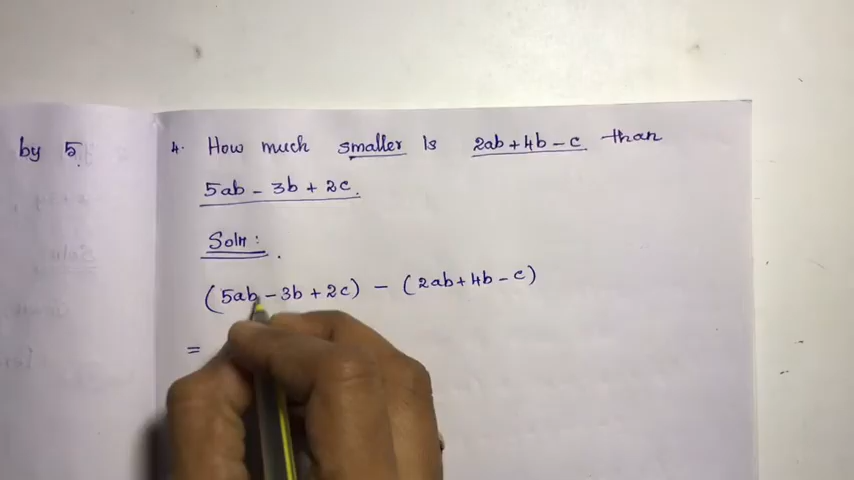 by 5.
4. How much smaller is 2ab + 4b - c than
5ab - 3b + 2c.
Soln:
(5ab - 3b + 2c) - (2ab + 4b - c)
=